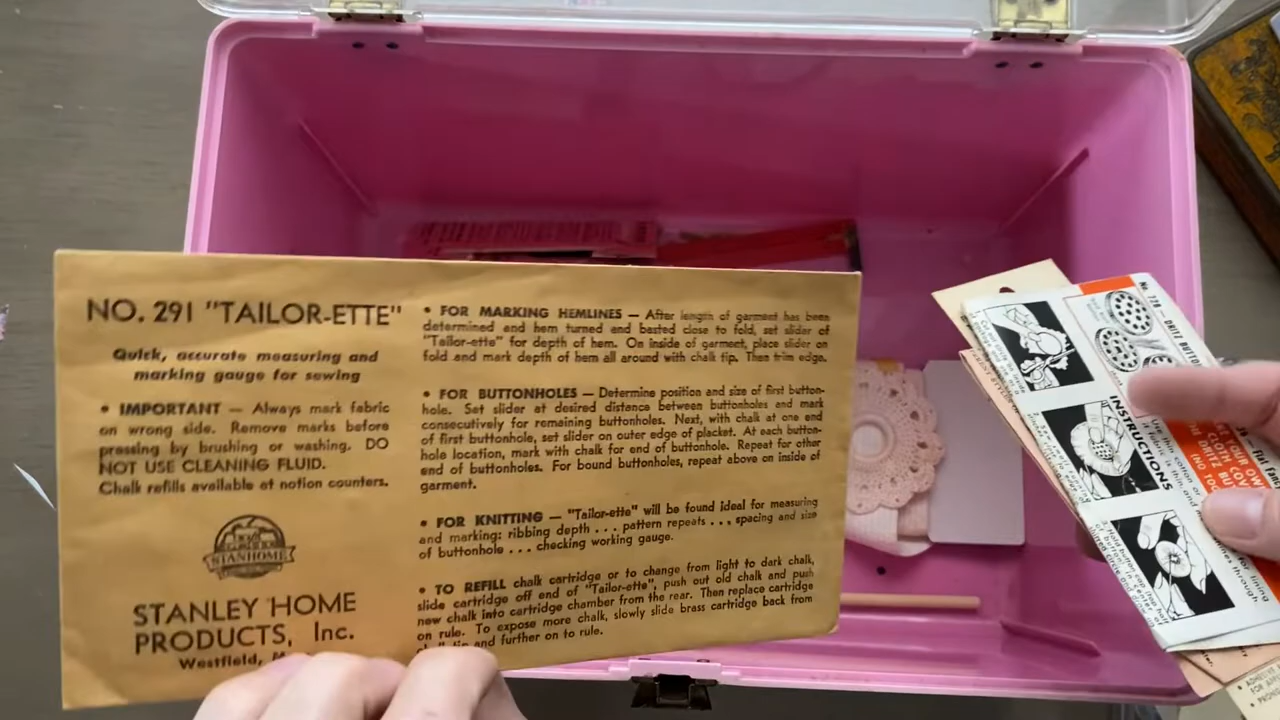 NO. 291 "TAILOR-ETTE"
Quick, accurate measuring and
marking gauge for sewing
• IMPORTANT — Always mark fabric
on wrong side. Remove marks before
pressing by brushing or washing. DO
NOT USE CLEANING FLUID.
Chalk refills available at notion counters.
STANHOME
STANLEY HOME
PRODUCTS, Inc.
Westfield,
• FOR MARKING HEMLINES — After length of garment has been
determined and hem turned and basted close to fold, set slider of
"Tailor-ette" for depth of hem. On inside of garment, place slider on
fold and mark depth of hem all around with chalk tip. Then trim edge.
• FOR BUTTONHOLES — Determine position and size of first button-
hole. Set slider at desired distance between buttonholes and mark
consecutively for remaining buttonholes. Next, with chalk at one end
of first buttonhole, set slider on outer edge of placket. At each button-
hole location, mark with chalk for end of buttonhole. Repeat for other
end of buttonholes. For bound buttonholes, repeat above on inside of
garment.
• FOR KNITTING — "Tailor-ette" will be found ideal for measuring
and marking: ribbing depth . . . pattern repeats . . . spacing and size
of buttonhole . . . checking working gauge.
• TO REFILL chalk cartridge or to change from light to dark chalk,
slide cartridge off end of "Tailor-ette", push out old chalk and push
new chalk into cartridge chamber from the rear. Then replace cartridge
on rule. To expose more chalk, slowly slide brass cartridge back from
tip and further on to rule.
DRITZ
INSTRUCTIONS